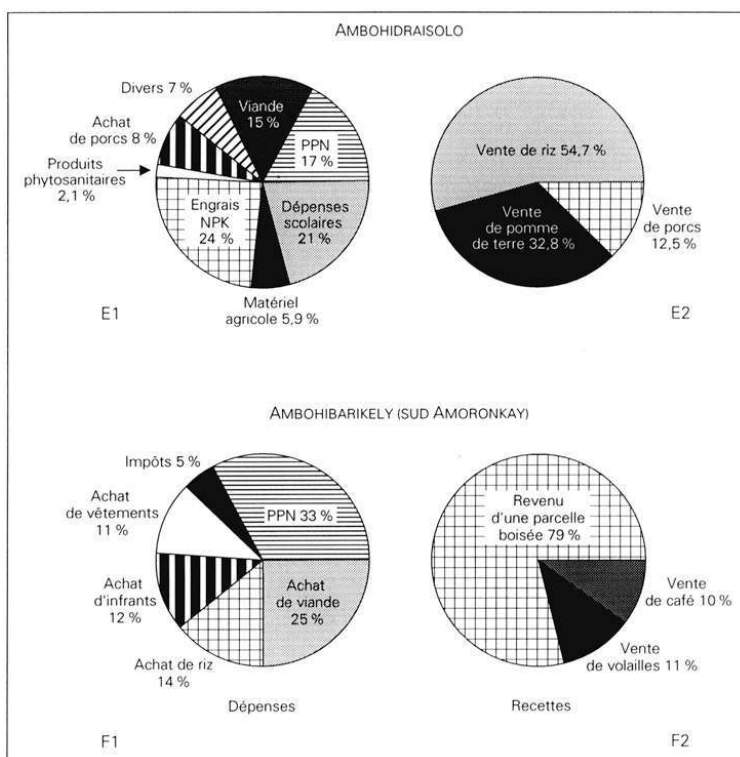 AMBOHIDRAISOLO
Divers 7 %
Viande
15 %
Achat
de porcs 8 %
PPN
17 %
Produits
phytosanitaires
2,1 %
Engrais
NPK
24 %
Dépenses
scolaires
21 %
Matériel
agricole 5,9 %
E1
Vente de riz 54,7 %
Vente
de pomme
de terre 32,8 %
Vente
de porcs
12,5 %
E2
AMBOHIBARIKELY (SUD AMORONKAY)
Impôts 5 %
PPN 33 %
Achat
de vêtements
11 %
Achat
d'infrants
12 %
Achat
de viande
25 %
Achat de riz
14 %
Dépenses
F1
Revenu
d'une parcelle
boisée 79 %
Vente
de café 10 %
Vente
de volailles 11 %
Recettes
F2